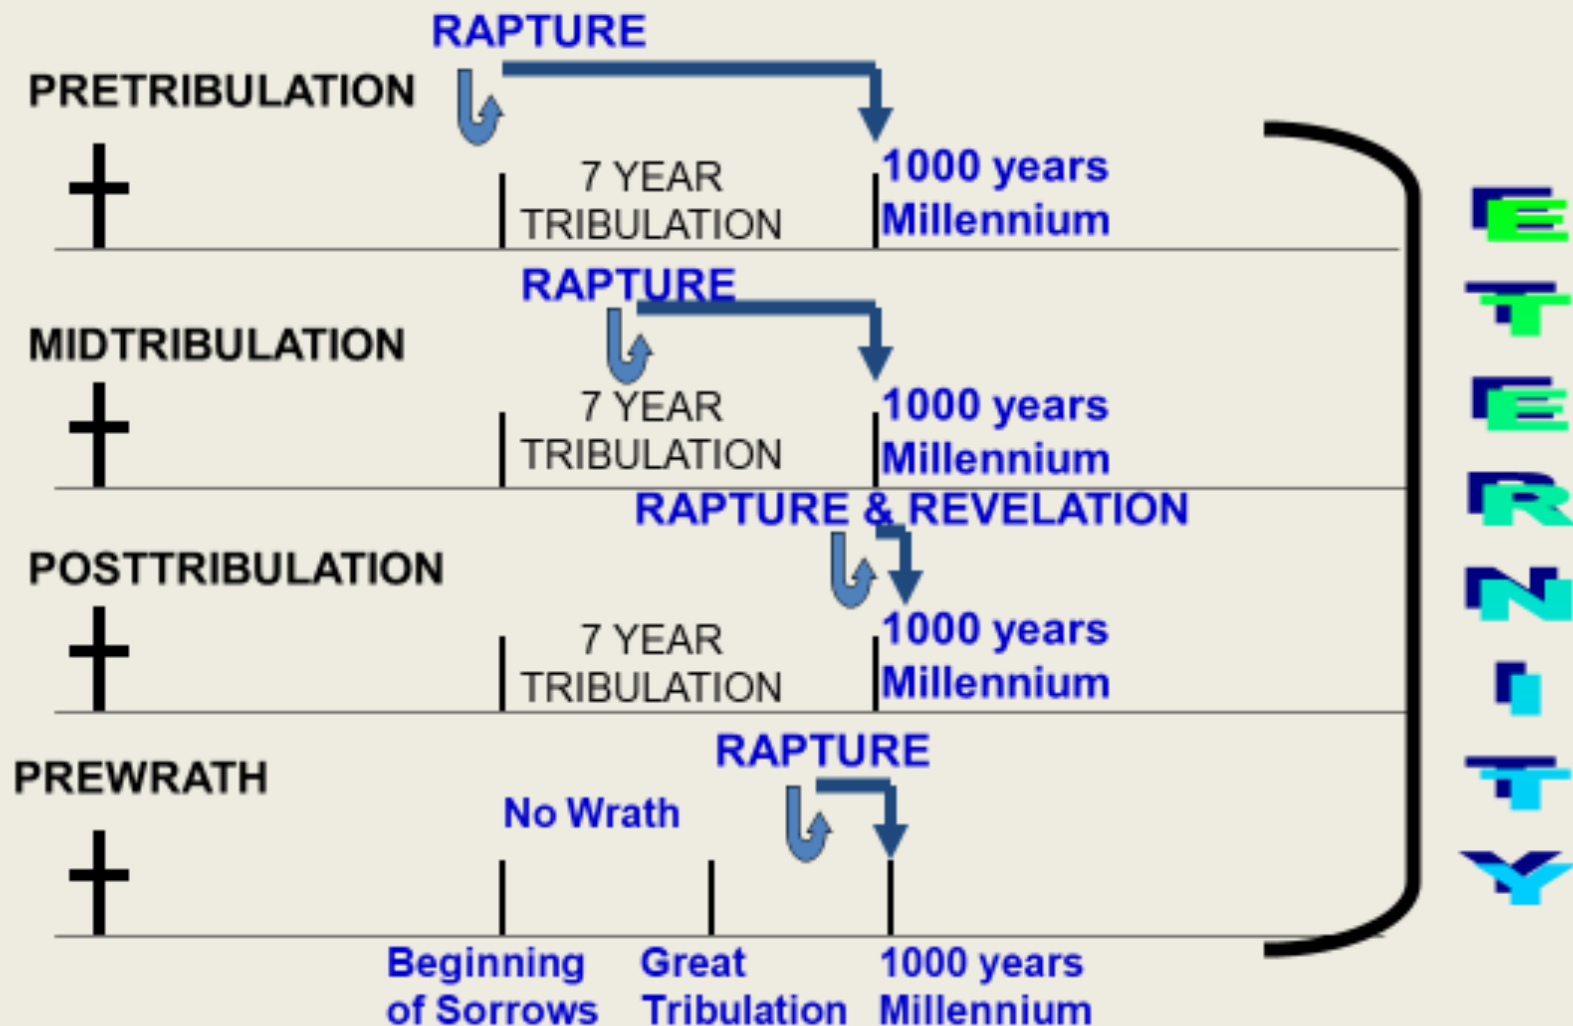 RAPTURE
PRETRIBULATION
7 YEAR
TRIBULATION
1000 years
Millennium
RAPTURE
MIDTRIBULATION
7 YEAR
TRIBULATION
1000 years
Millennium
RAPTURE & REVELATION
POSTTRIBULATION
7 YEAR
TRIBULATION
1000 years
Millennium
RAPTURE
PREWRATH
No Wrath
Beginning
of Sorrows
Great
Tribulation
1000 years
Millennium
ETERNITY